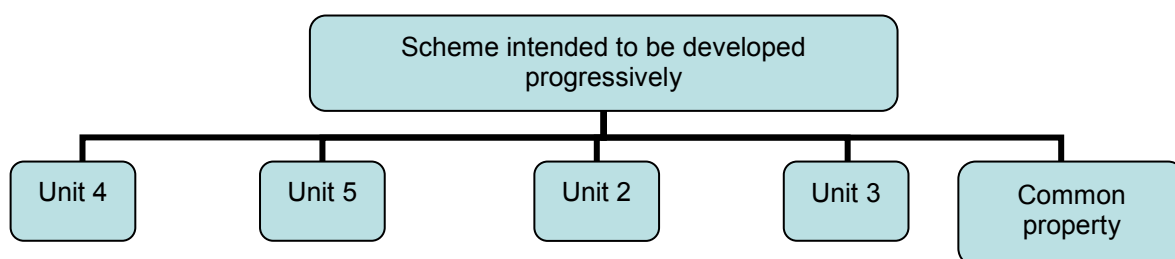 Scheme intended to be developed
progressively
Unit 4
Unit 5
Unit 2
Unit 3
Common
property